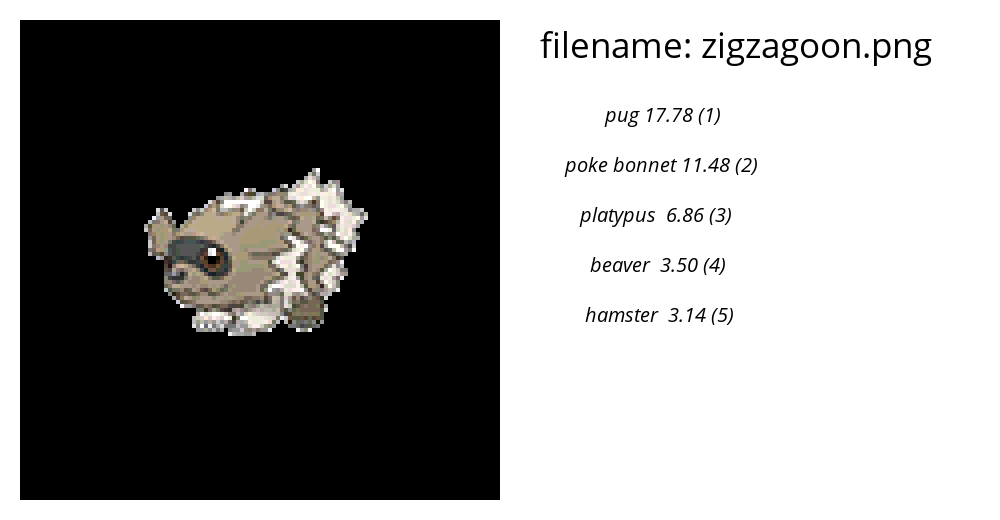 filename: zigzagoon.png
pug 17.78 (1)
poke bonnet 11.48 (2)
platypus 6.86 (3)
beaver 3.50 (4)
hamster 3.14 (5)